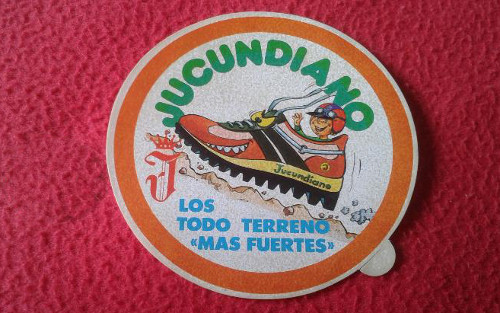 JUCUNDIANO
Jucundiano
J
LOS
TODO TERRENO
«MAS FUERTES»